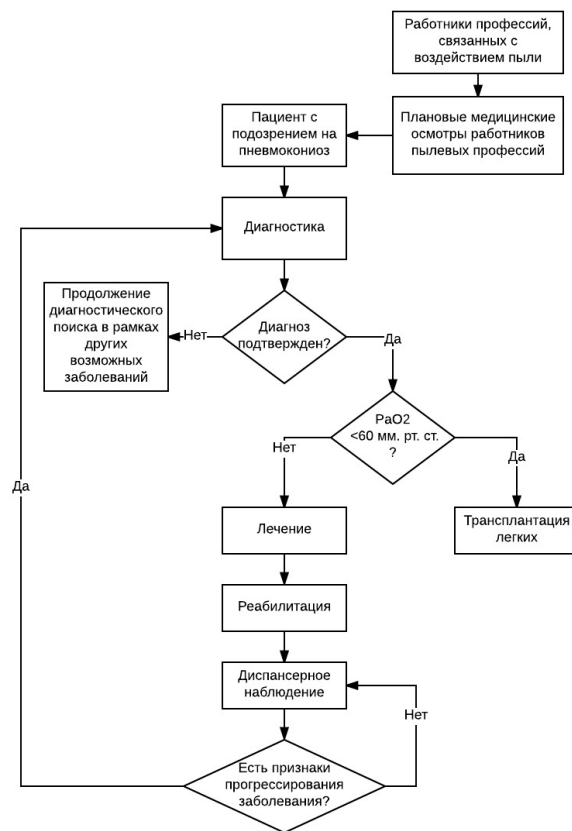 Работники профессий,
связанных с
воздействием пыли
Пациент с
подозрением на
пневмокониоз
Плановые медицинские
осмотры работников
пылевых профессий
Диагностика
Продолжение
диагностического
поиска в рамках
других
возможных
заболеваний
Нет
Диагноз
подтвержден?
Да
PaO2
<60 мм. рт. ст.
?
Нет
Да
Да
Лечение
Трансплантация
легких
Реабилитация
Диспансерное
наблюдение
Нет
Есть признаки
прогрессирования
заболевания?